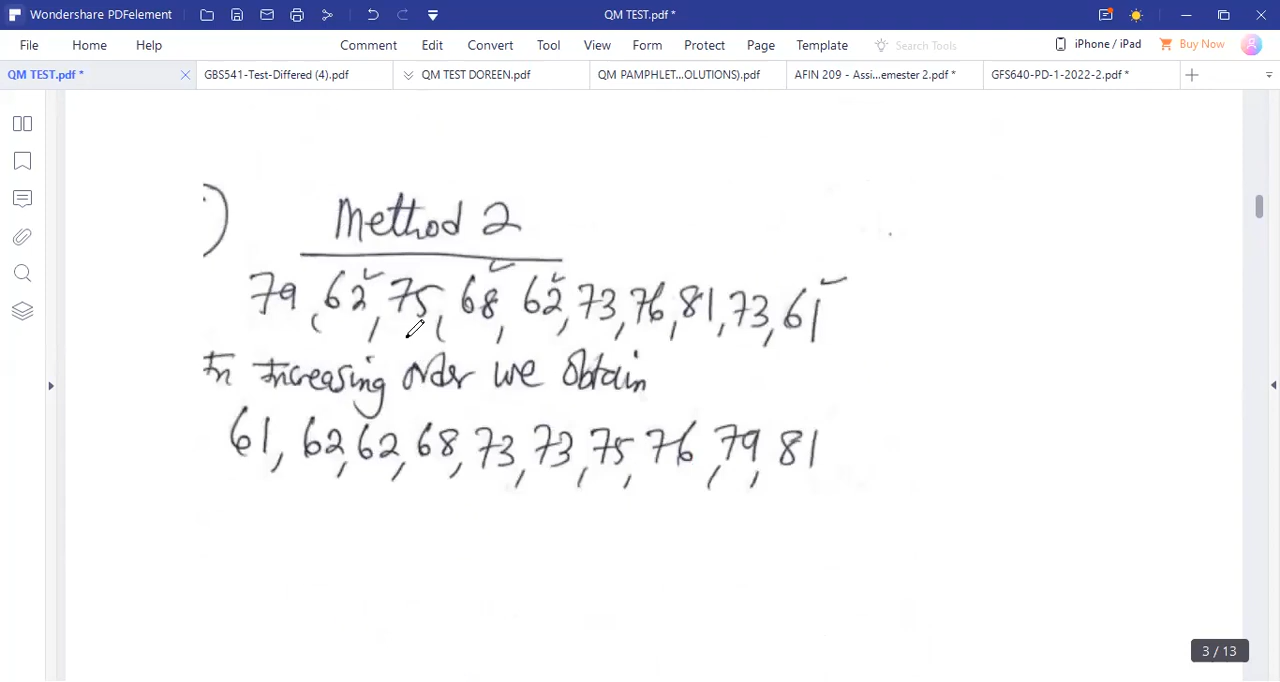 Wondershare PDFelement
QM TEST.pdf *
File Home Help Comment Edit Convert Tool View Form Protect Page Template Search Tools iPhone / iPad Buy Now
QM TEST.pdf * GBS541-Test-Differed (4).pdf QM TEST DOREEN.pdf QM PAMPHLET...OLUTIONS).pdf AFIN 209 - Assi...emester 2.pdf * GFS640-PD-1-2022-2.pdf *
) Method 2
79, 62, 75, 68, 62, 73, 76, 81, 73, 61
In Increasing order we obtain
61, 62, 62, 68, 73, 73, 75, 76, 79, 81
3 / 13